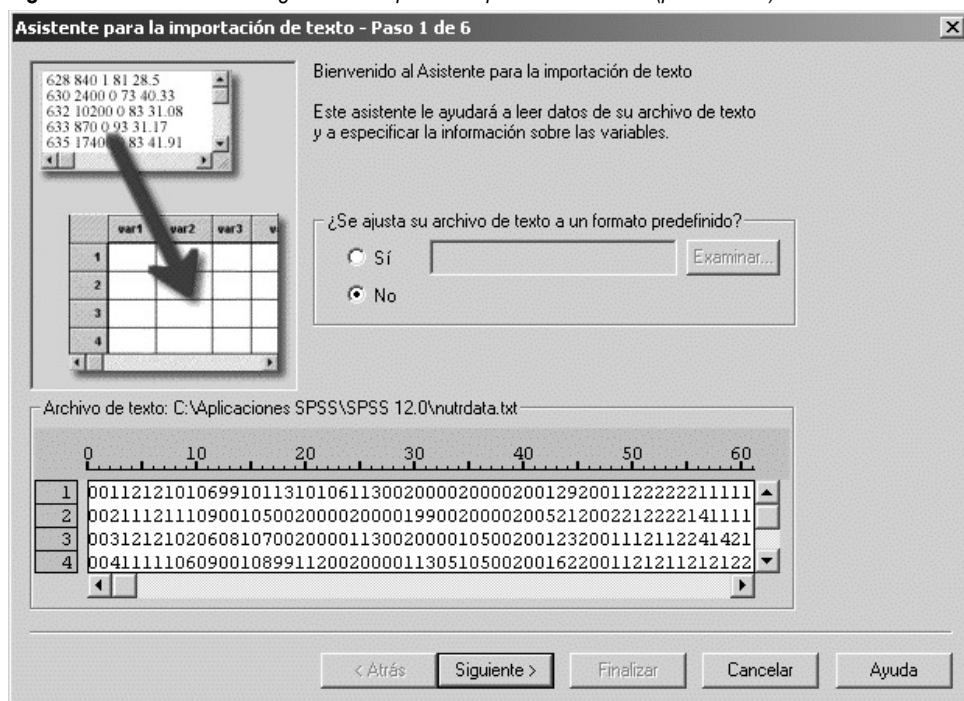 Asistente para la importación de texto - Paso 1 de 6
628 840 1 81 28.5
630 2400 0 73 40.33
632 10200 0 83 31.08
633 870 0 93 31.17
635 1740 83 41.91
var1 var2 var3
1
2
3
4
Bienvenido al Asistente para la importación de texto
Este asistente le ayudará a leer datos de su archivo de texto
y a especificar la información sobre las variables.
¿Se ajusta su archivo de texto a un formato predefinido?
Sí
Examinar...
No
Archivo de texto: C:\Aplicaciones SPSS\SPSS 12.0\nutrdata.txt
0 10 20 30 40 50 60
1 0011212101069910113101061130020000200002001292001122222211111
2 0021112111090010500200002000019900200002005212002212222141111
3 0031212102060810700200001130020000105002001232001112112241421
4 0041111106090010899112002000011305105002001622001121211212122
< Atrás
Siguiente >
Finalizar
Cancelar
Ayuda